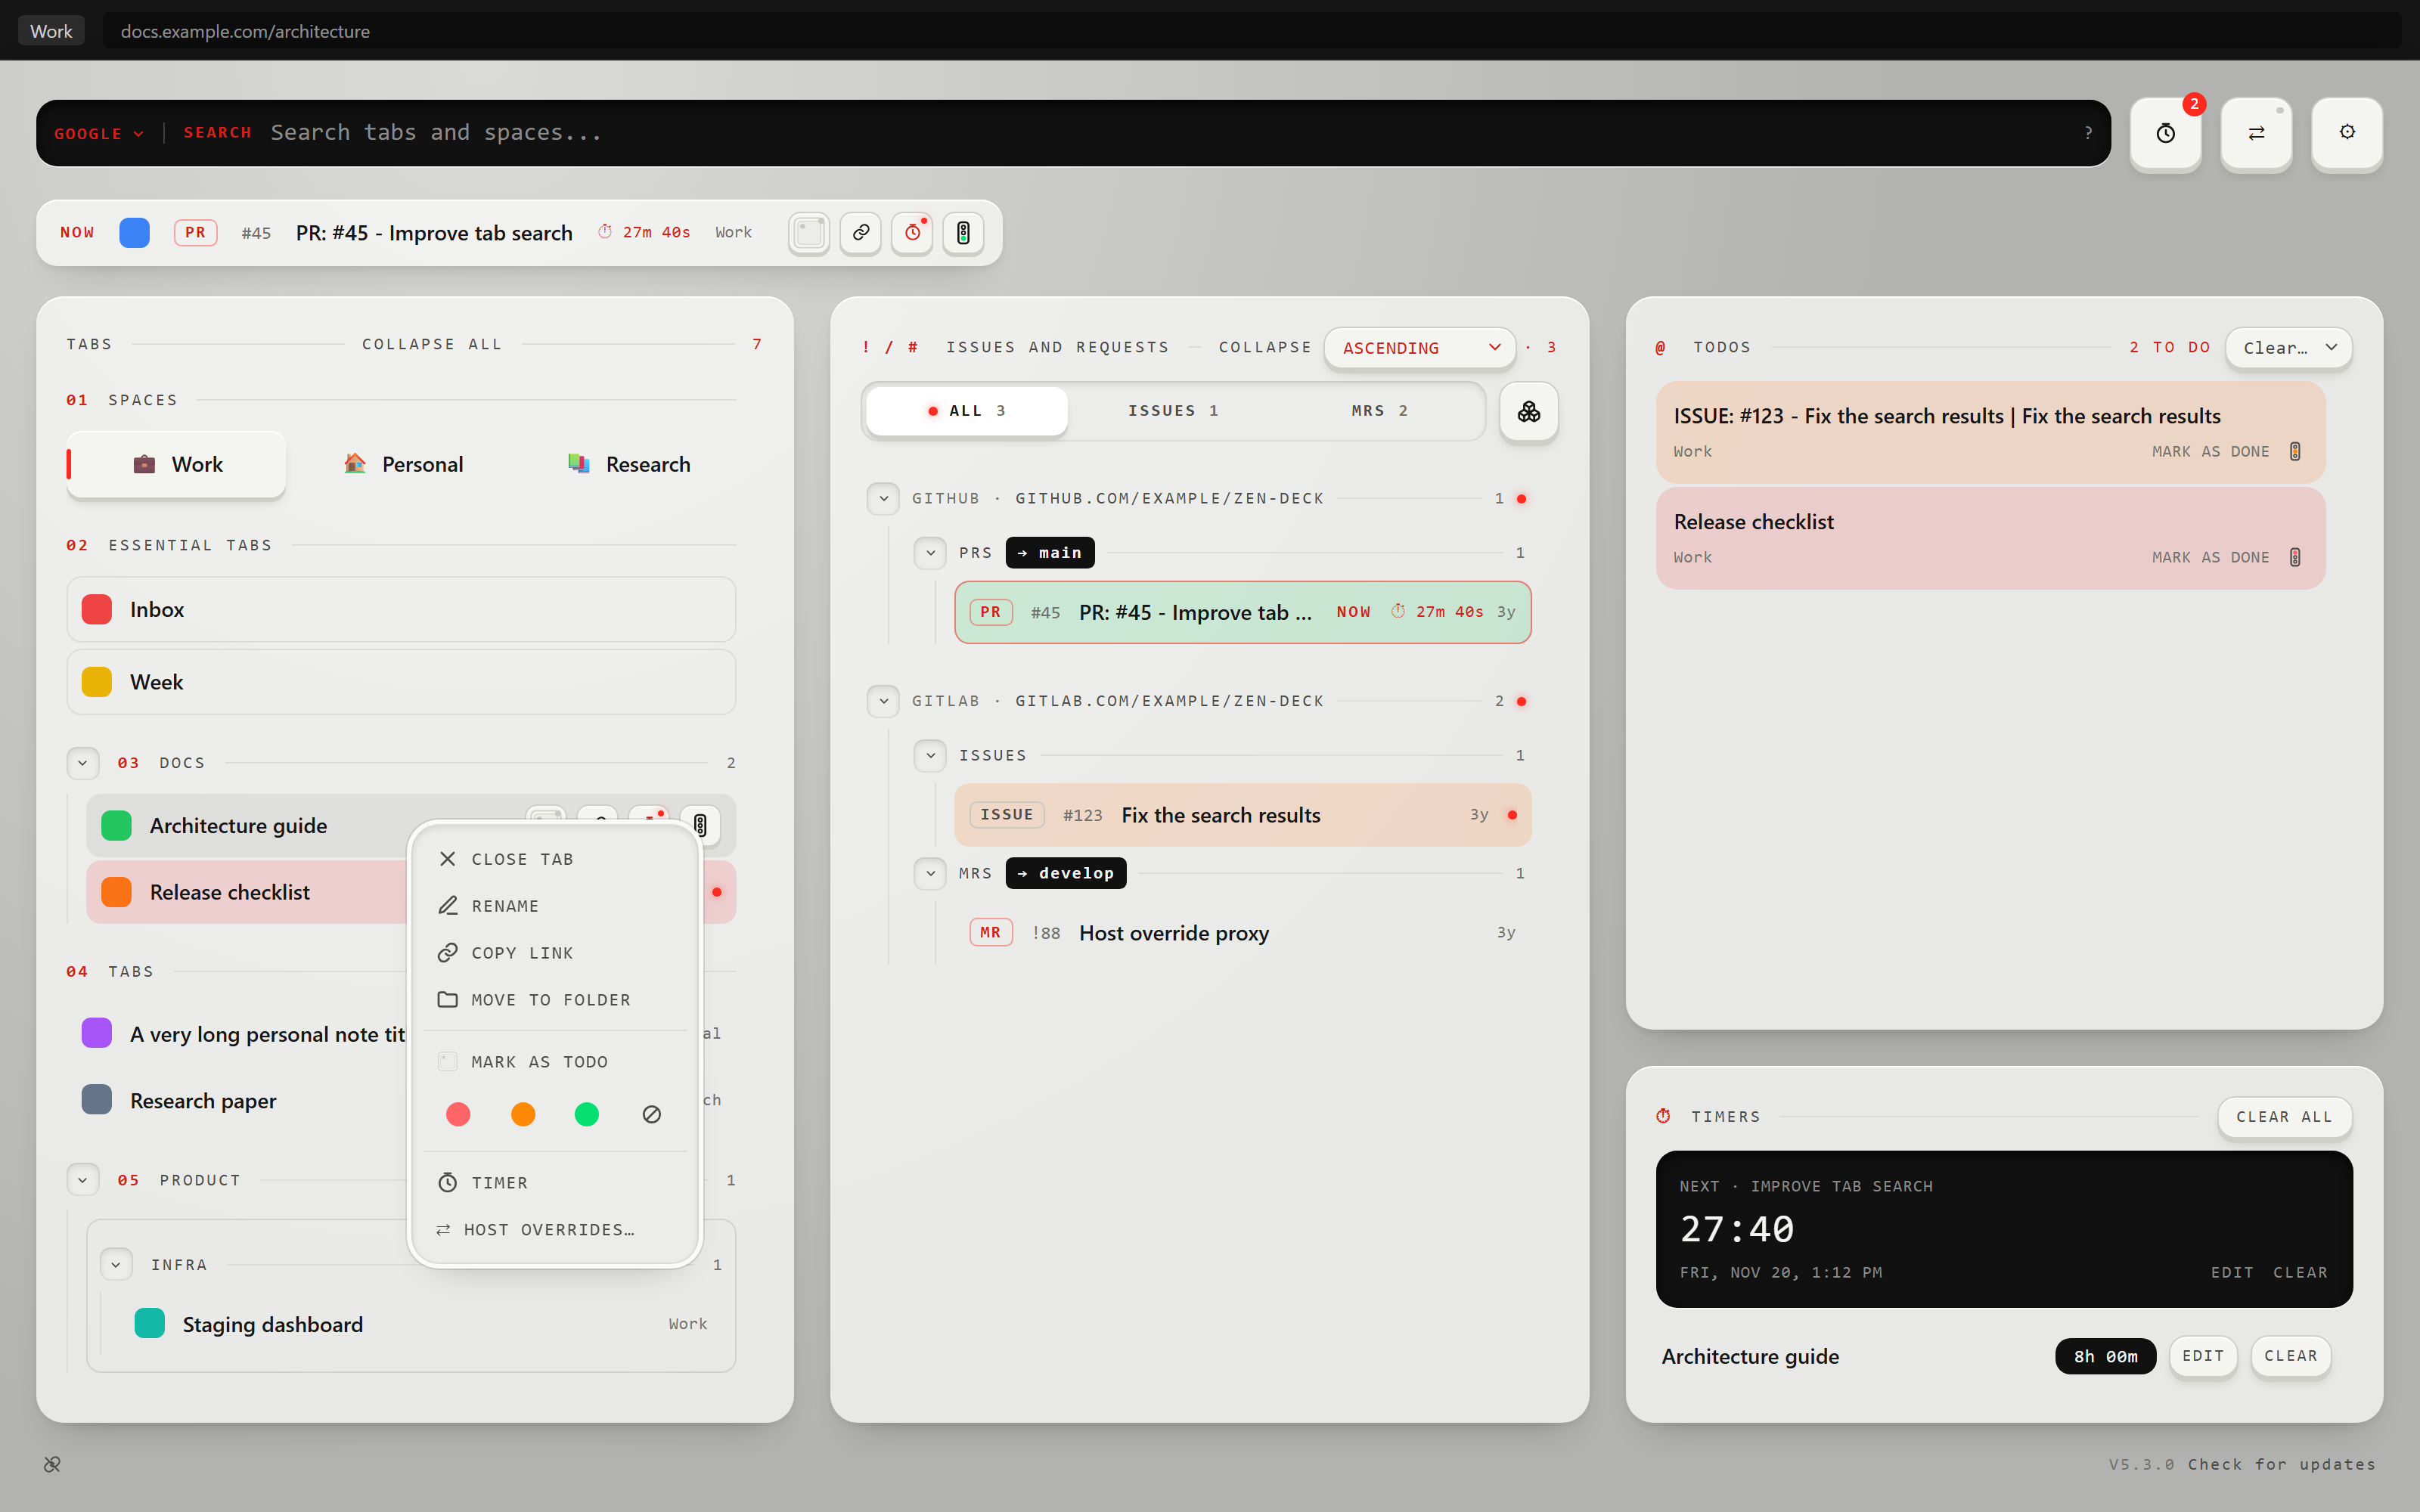 Work docs.example.com/architecture
GOOGLE SEARCH Search tabs and spaces... ?
2
NOW PR #45 PR: #45 - Improve tab search 27m 40s Work
TABS COLLAPSE ALL 7
01 SPACES
Work Personal Research
02 ESSENTIAL TABS
Inbox
Week
03 DOCS 2
Architecture guide
Release checklist
04 TABS
A very long personal note tit al
Research paper ch
05 PRODUCT 1
INFRA 1
Staging dashboard Work
CLOSE TAB
RENAME
COPY LINK
MOVE TO FOLDER
MARK AS TODO
TIMER
HOST OVERRIDES…
! / # ISSUES AND REQUESTS COLLAPSE ASCENDING · 3
ALL 3 ISSUES 1 MRS 2
GITHUB · GITHUB.COM/EXAMPLE/ZEN-DECK 1
PRS → main 1
PR #45 PR: #45 - Improve tab ... NOW 27m 40s 3y
GITLAB · GITLAB.COM/EXAMPLE/ZEN-DECK 2
ISSUES 1
ISSUE #123 Fix the search results 3y
MRS → develop 1
MR !88 Host override proxy 3y
@ TODOS 2 TO DO Clear…
ISSUE: #123 - Fix the search results | Fix the search results
Work MARK AS DONE
Release checklist
Work MARK AS DONE
TIMERS CLEAR ALL
NEXT · IMPROVE TAB SEARCH
27:40
FRI, NOV 20, 1:12 PM EDIT CLEAR
Architecture guide 8h 00m EDIT CLEAR
V5.3.0 Check for updates